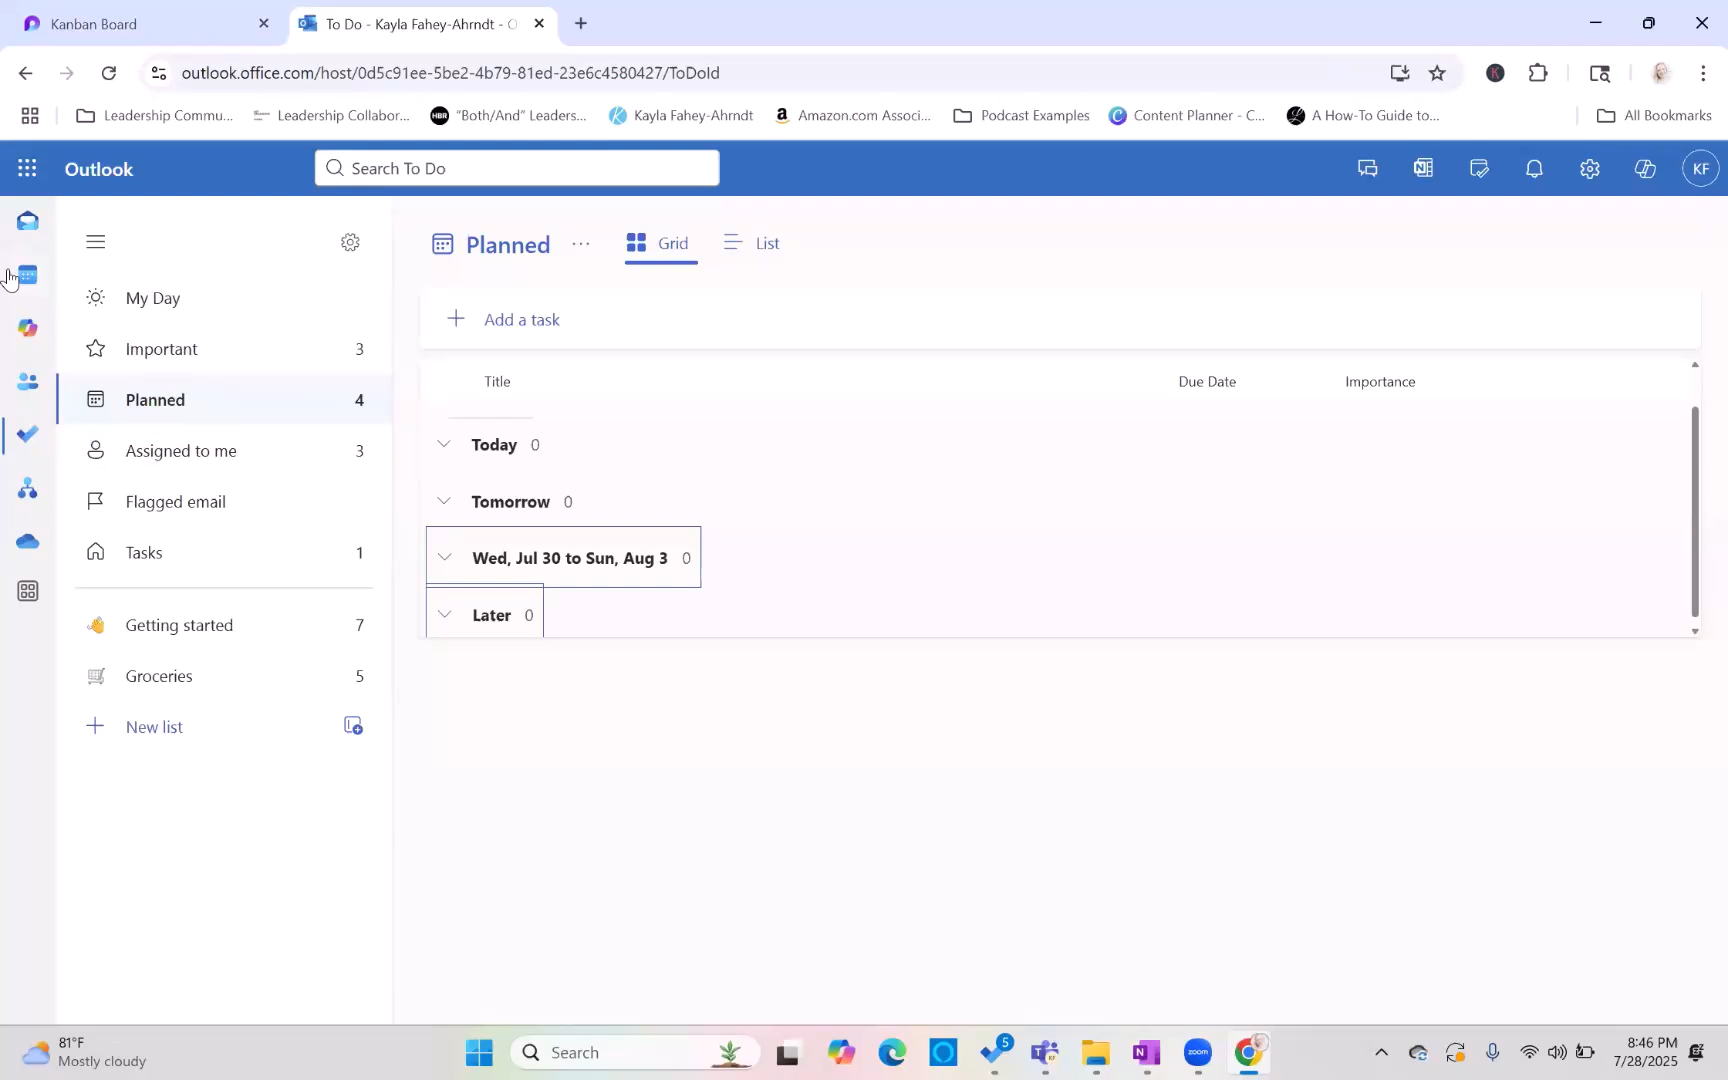 Kanban Board
To Do - Kayla Fahey-Ahrndt - O
outlook.office.com/host/0d5c91ee-5be2-4b79-81ed-23e6c4580427/ToDoId
K
Leadership Commu...
Leadership Collabor...
HBR
"Both/And" Leaders...
Kayla Fahey-Ahrndt
Amazon.com Associ...
Podcast Examples
Content Planner - C...
A How-To Guide to...
All Bookmarks
Outlook
Search To Do
KF
My Day
Important 3
Planned 4
Assigned to me 3
Flagged email
Tasks 1
Getting started 7
Groceries 5
New list
Planned
Grid
List
Add a task
Title Due Date Importance
Today 0
Tomorrow 0
Wed, Jul 30 to Sun, Aug 3 0
Later 0
81°F
Mostly cloudy
Search
5
zoom
8:46 PM
7/28/2025